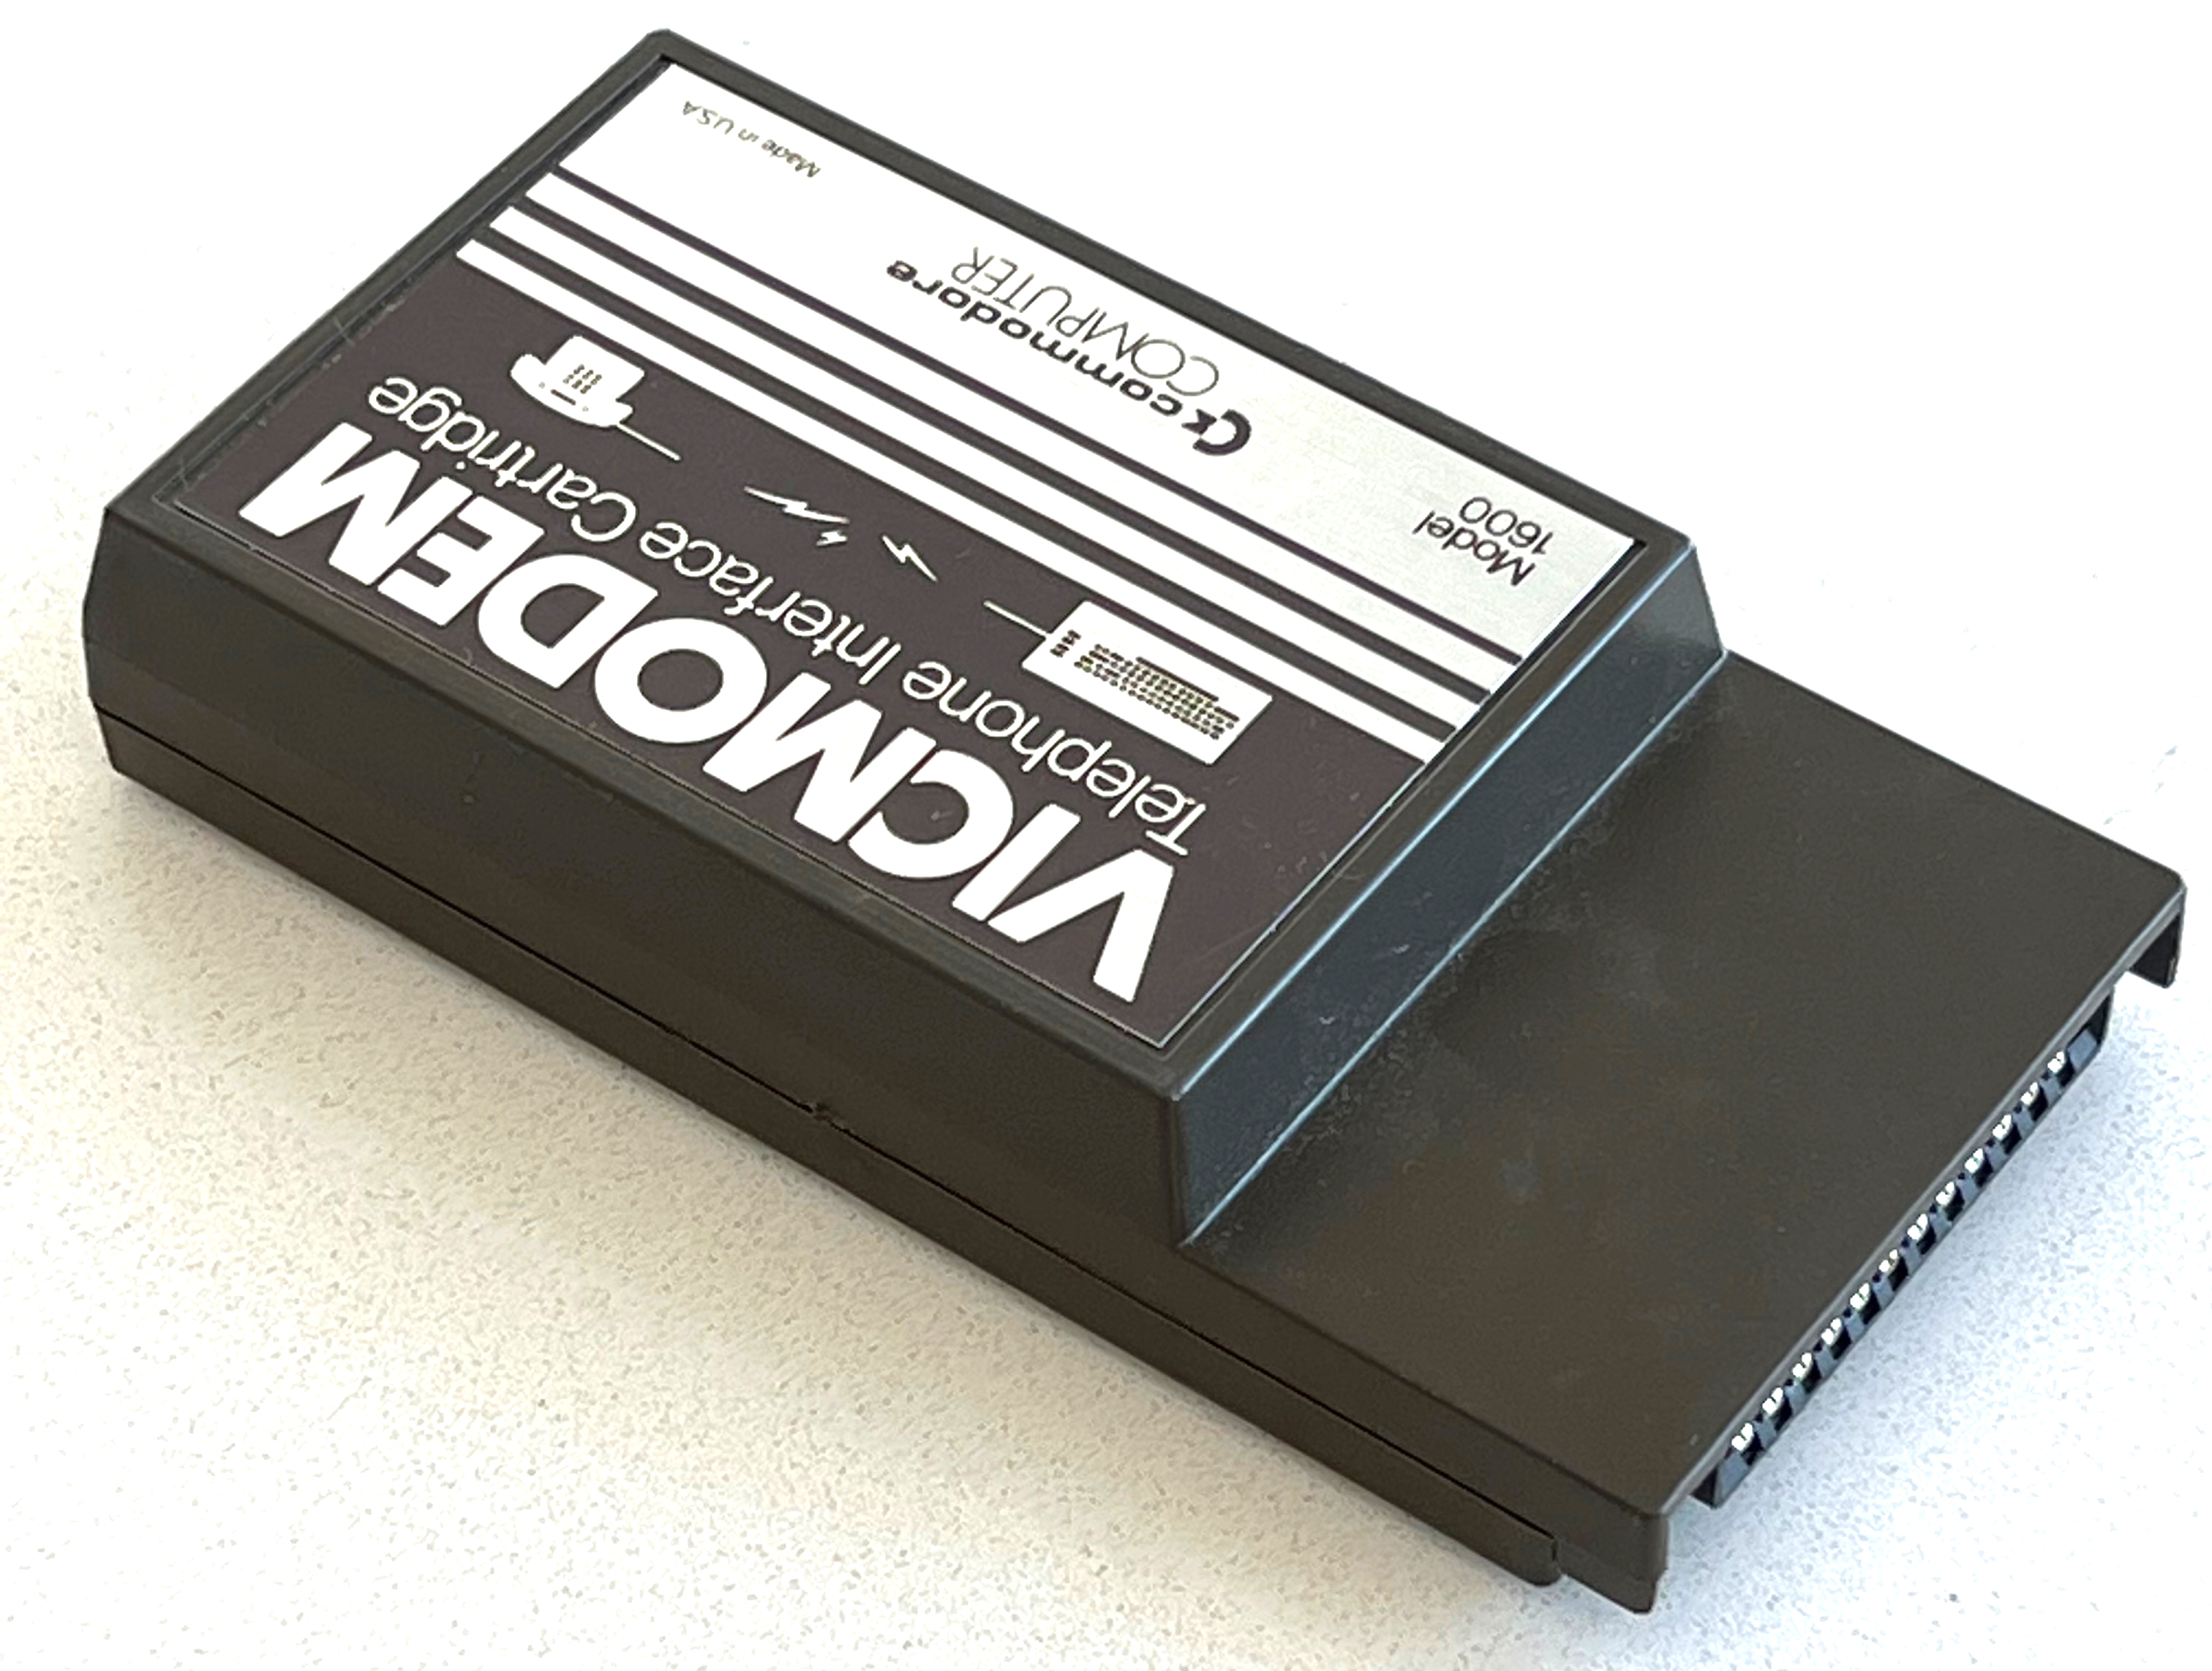 VICMODEM
Telephone Interface Cartridge
commodore
COMPUTER
Model
1600
Made in U.S.A